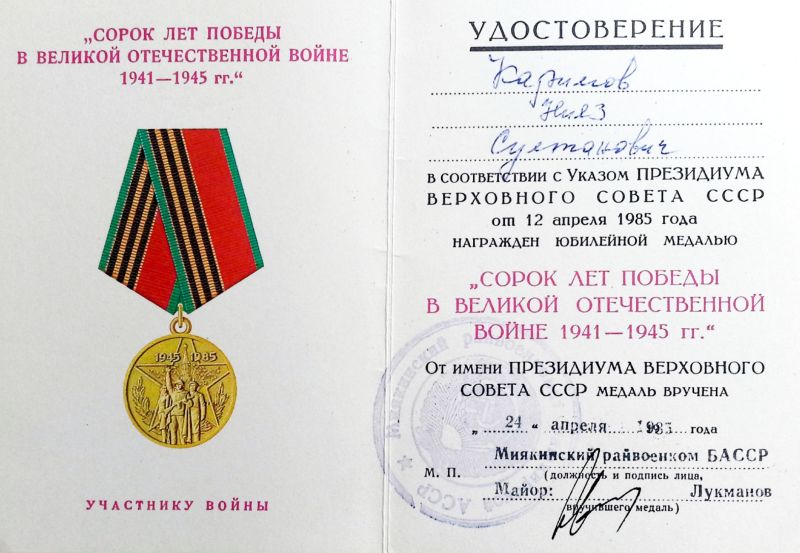 „СОРОК ЛЕТ ПОБЕДЫ
В ВЕЛИКОЙ ОТЕЧЕСТВЕННОЙ ВОЙНЕ
1941—1945 гг.“
1945 1985
УЧАСТНИКУ ВОЙНЫ
УДОСТОВЕРЕНИЕ
Каримов
Нияз
Султанович
В СООТВЕТСТВИИ С УКАЗОМ ПРЕЗИДИУМА
ВЕРХОВНОГО СОВЕТА СССР
от 12 апреля 1985 года
НАГРАЖДЕН ЮБИЛЕЙНОЙ МЕДАЛЬЮ
„СОРОК ЛЕТ ПОБЕДЫ
В ВЕЛИКОЙ ОТЕЧЕСТВЕННОЙ
ВОЙНЕ 1941—1945 гг.“
ОТ ИМЕНИ ПРЕЗИДИУМА ВЕРХОВНОГО
СОВЕТА СССР МЕДАЛЬ ВРУЧЕНА
„ 24 “ апреля 1985 года
Миякинский райвоенком БАССР
М. П. (должность и подпись лица,
Майор: Лукманов
вручившего медаль)
Миякинский
АССР